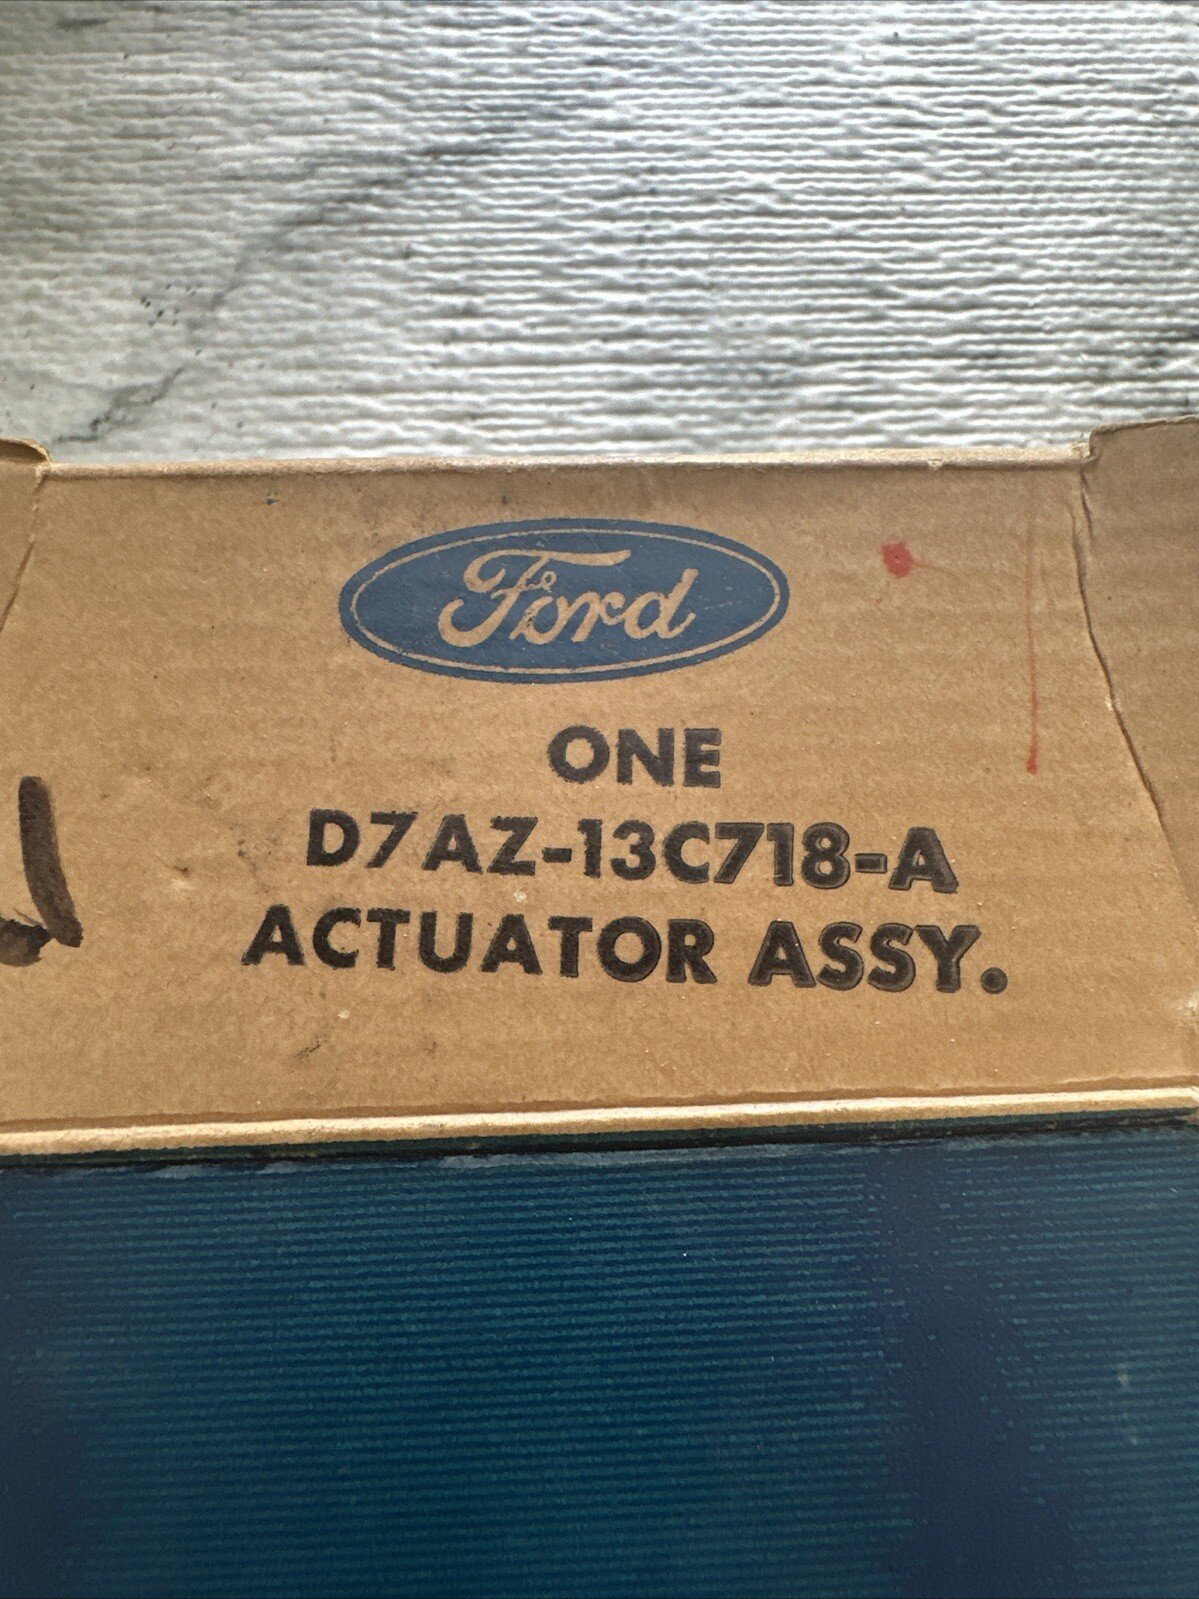 Ford
ONE
D7AZ-13C718-A
ACTUATOR ASSY.